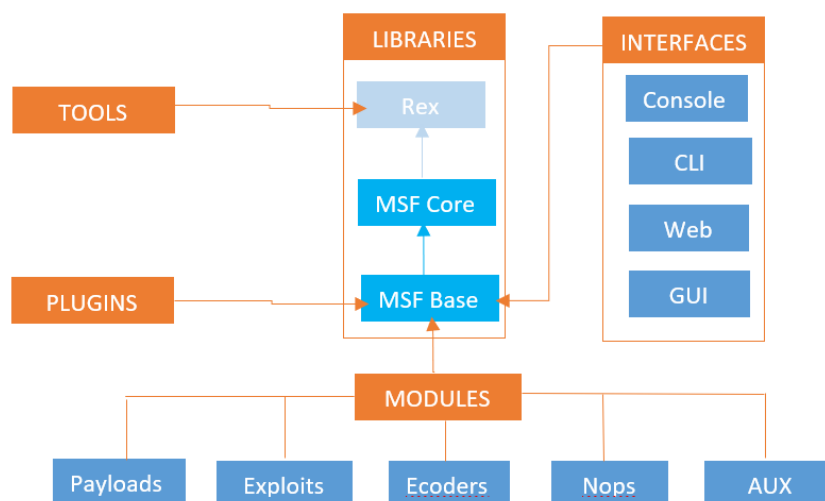 LIBRARIES
INTERFACES
Rex
Console
TOOLS
CLI
MSF Core
Web
MSF Base
GUI
PLUGINS
MODULES
Payloads
Exploits
Ecoders
Nops
AUX